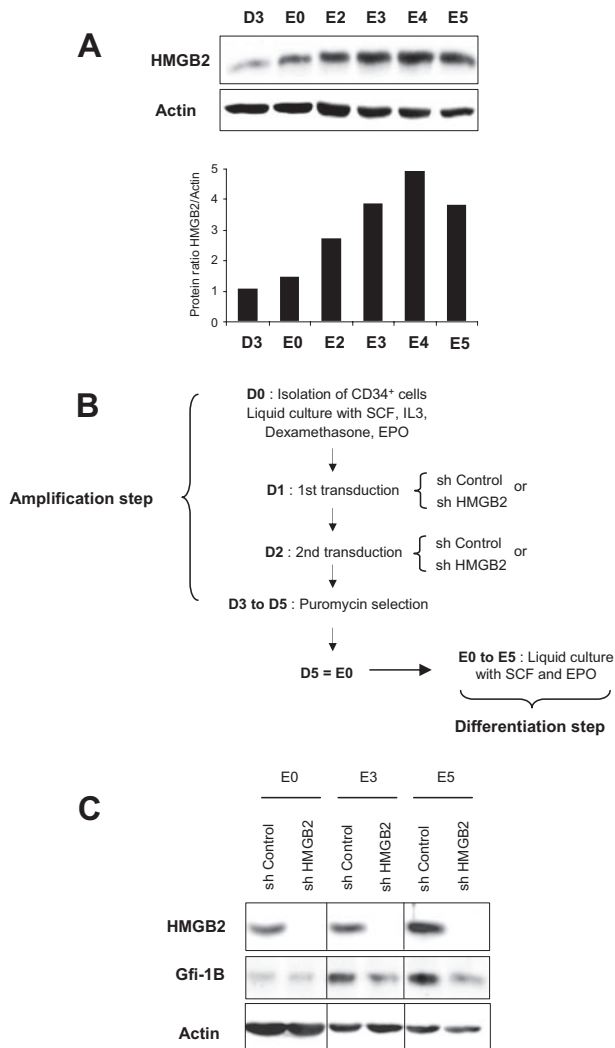 A
D3 E0 E2 E3 E4 E5
HMGB2
Actin
Protein ratio HMGB2/Actin
5
4
3
2
1
0
D3 E0 E2 E3 E4 E5
B
D0 : Isolation of CD34⁺ cells
Liquid culture with SCF, IL3,
Dexamethasone, EPO
Amplification step
D1 : 1st transduction
sh Control or
sh HMGB2
D2 : 2nd transduction
sh Control or
sh HMGB2
D3 to D5 : Puromycin selection
D5 = E0
E0 to E5 : Liquid culture
with SCF and EPO
Differentiation step
C
E0 E3 E5
sh Control
sh HMGB2
sh Control
sh HMGB2
sh Control
sh HMGB2
HMGB2
Gfi-1B
Actin